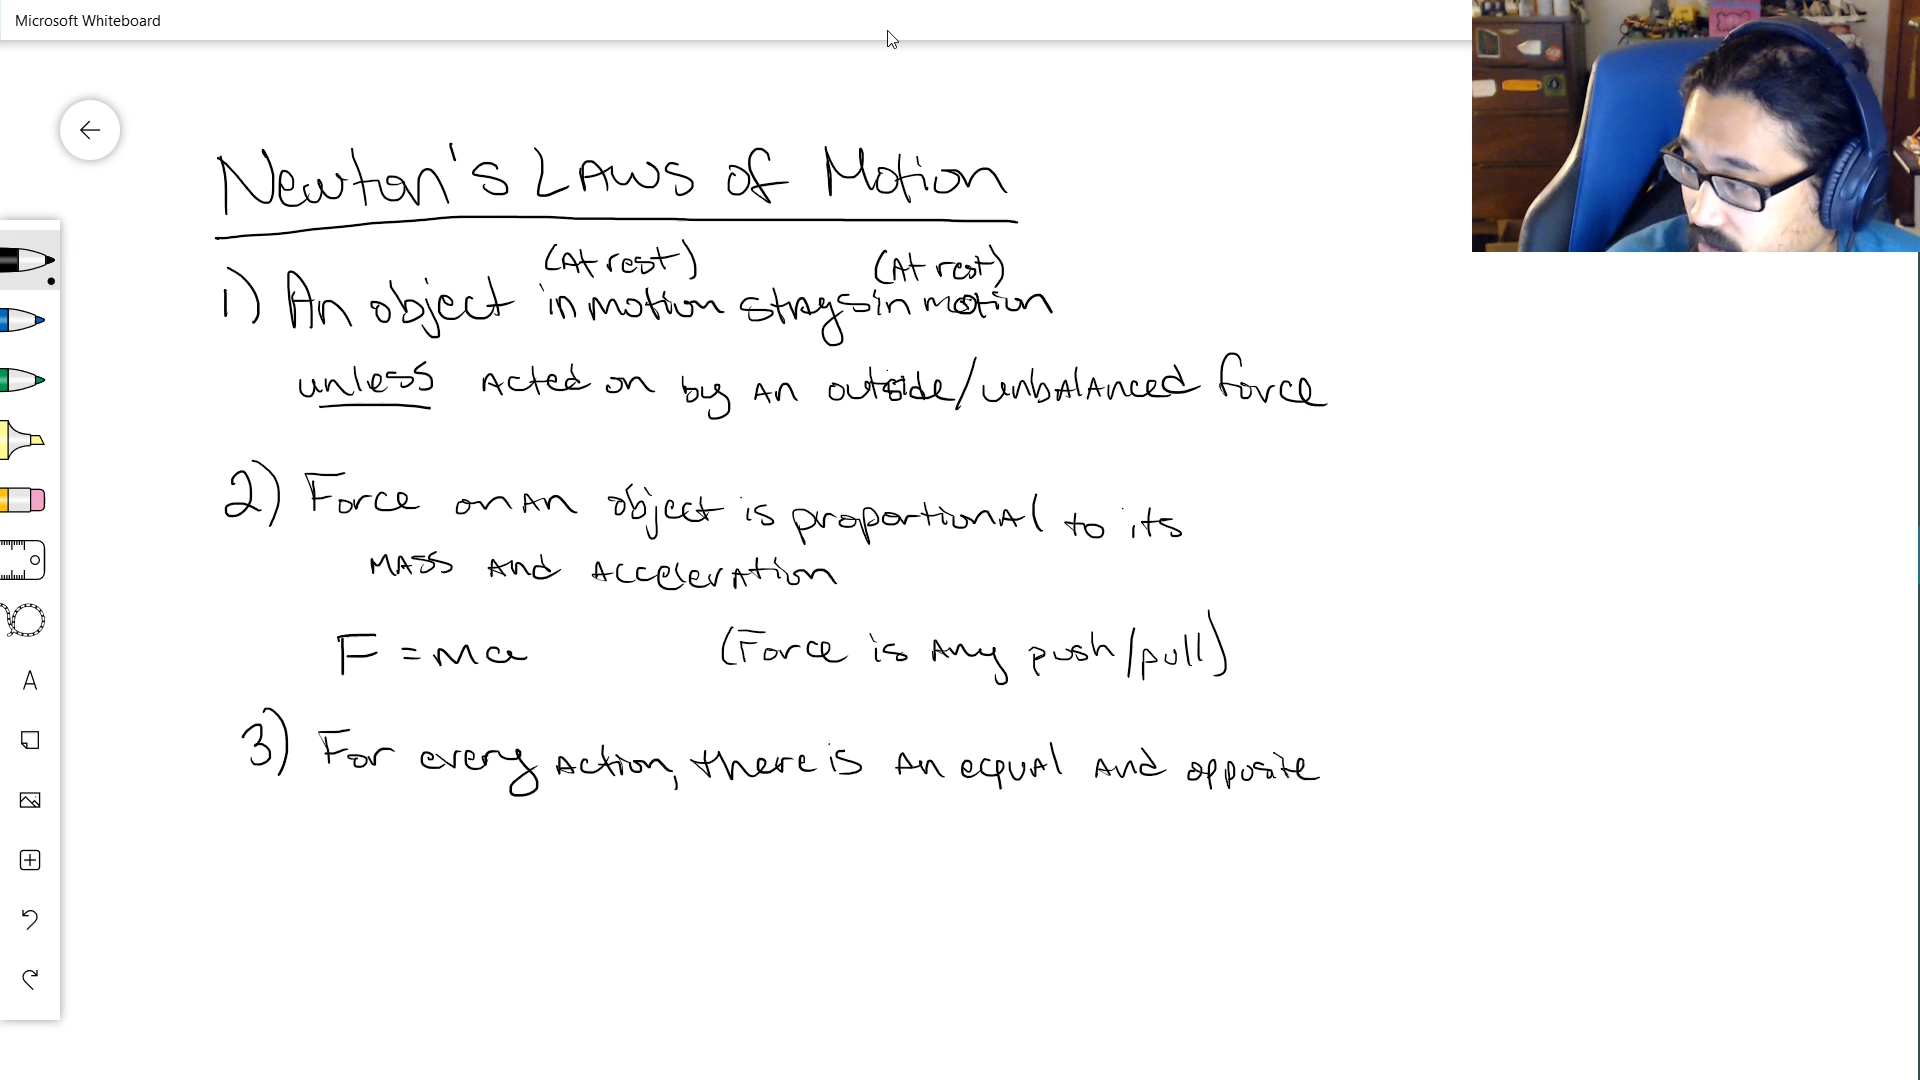 Microsoft Whiteboard
Newton's Laws of Motion
(At rest) (At rest)
1) An object in motion stays in motion
unless acted on by an outside/unbalanced force
2) Force on an object is proportional to its
mass and acceleration
F = ma (Force is any push/pull)
3) For every action, there is an equal and opposite
A